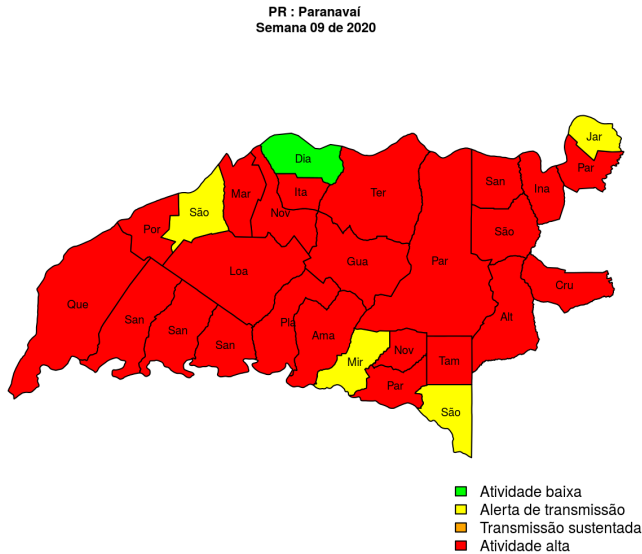 PR : Paranavaí
Semana 09 de 2020
Jar
Dia
Par
San
Ita
Ter
Mar
Ina
São
Nov
Por
São
Gua
Par
Loa
Cru
Que
San
San
Pla
Ama
Alt
San
Nov
Mir
Tam
Par
São
Atividade baixa
Alerta de transmissão
Transmissão sustentada
Atividade alta